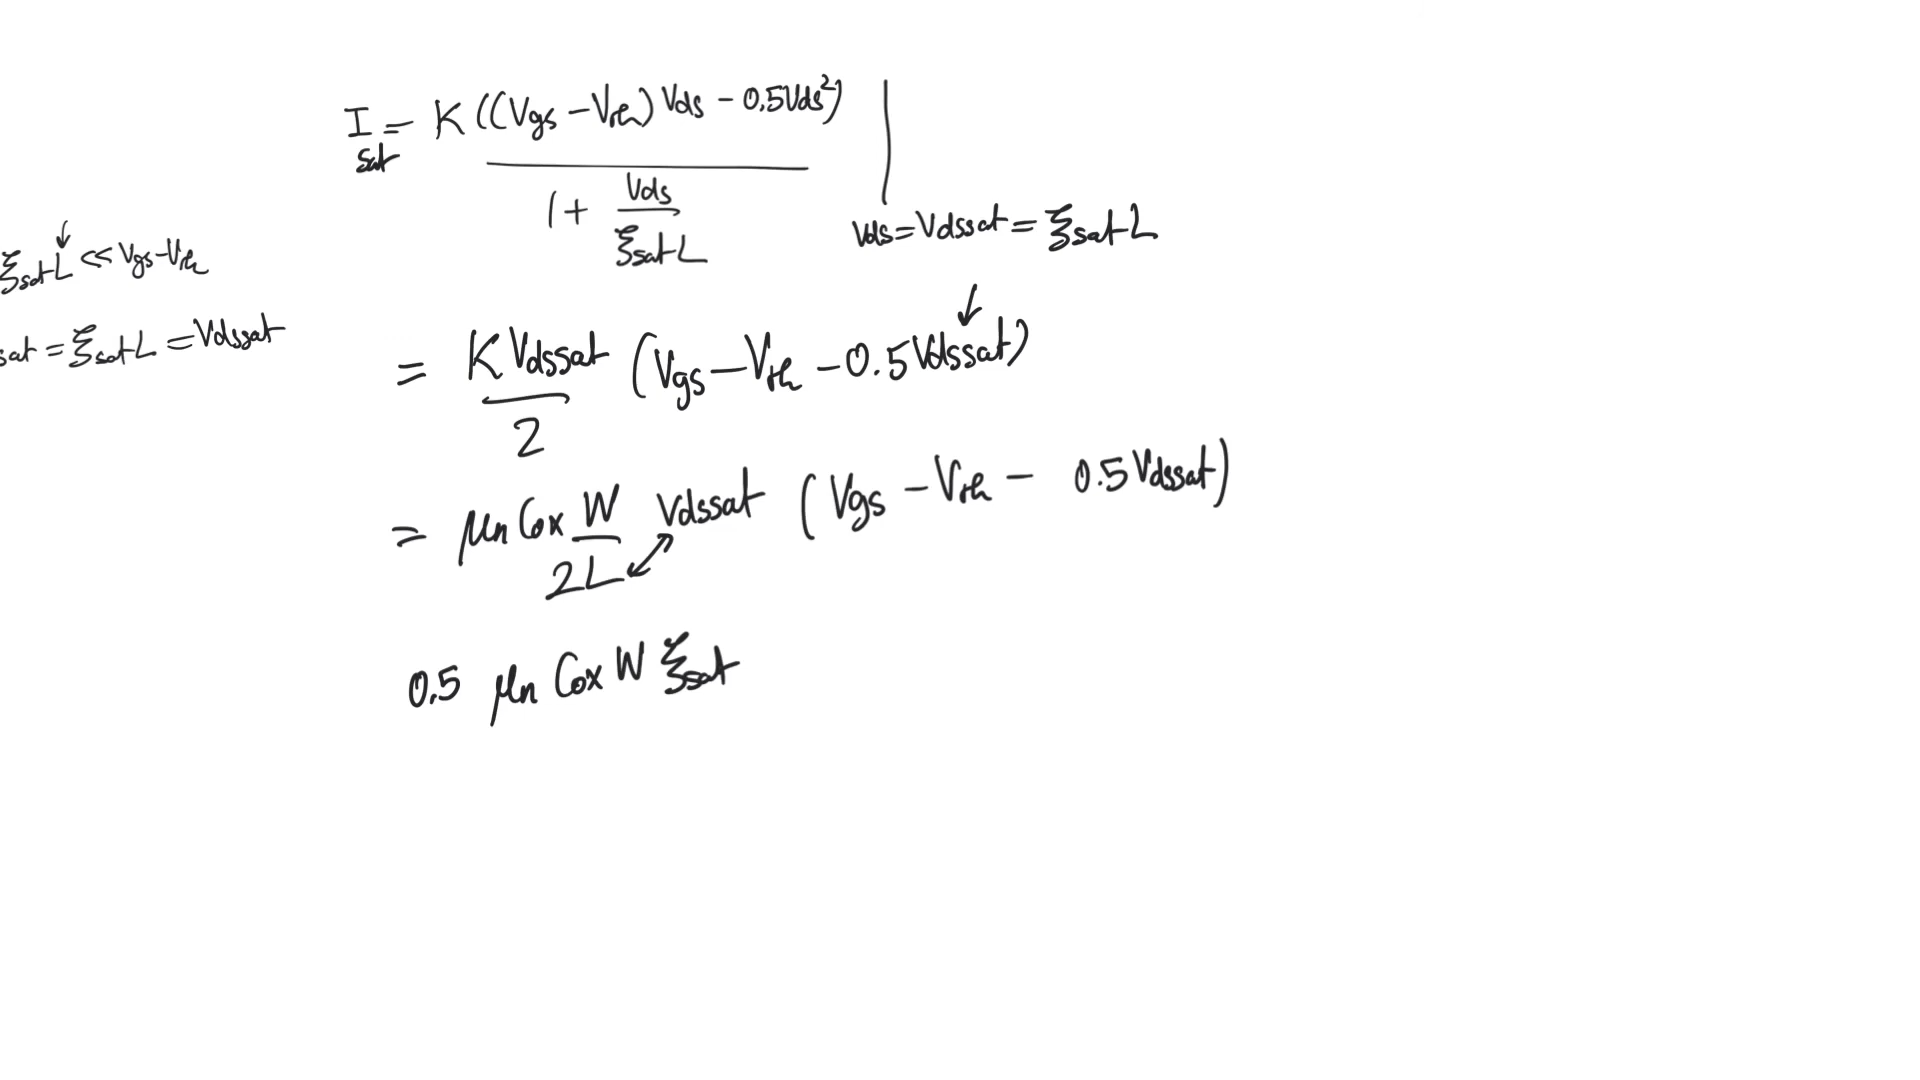 I_sat = K ((Vgs - Vth) Vds - 0.5Vds²) / (1 + Vds / (ξsat L)) | Vds = Vdssat = ξsat L
ξsat L ↓ << Vgs - Vth
sat = ξsat L = Vdssat
= K Vdssat / 2 (Vgs - Vth - 0.5 Vdssat) ↓
= μn Cox W / 2L Vdssat (Vgs - Vth - 0.5 Vdssat)
0.5 μn Cox W ξsat